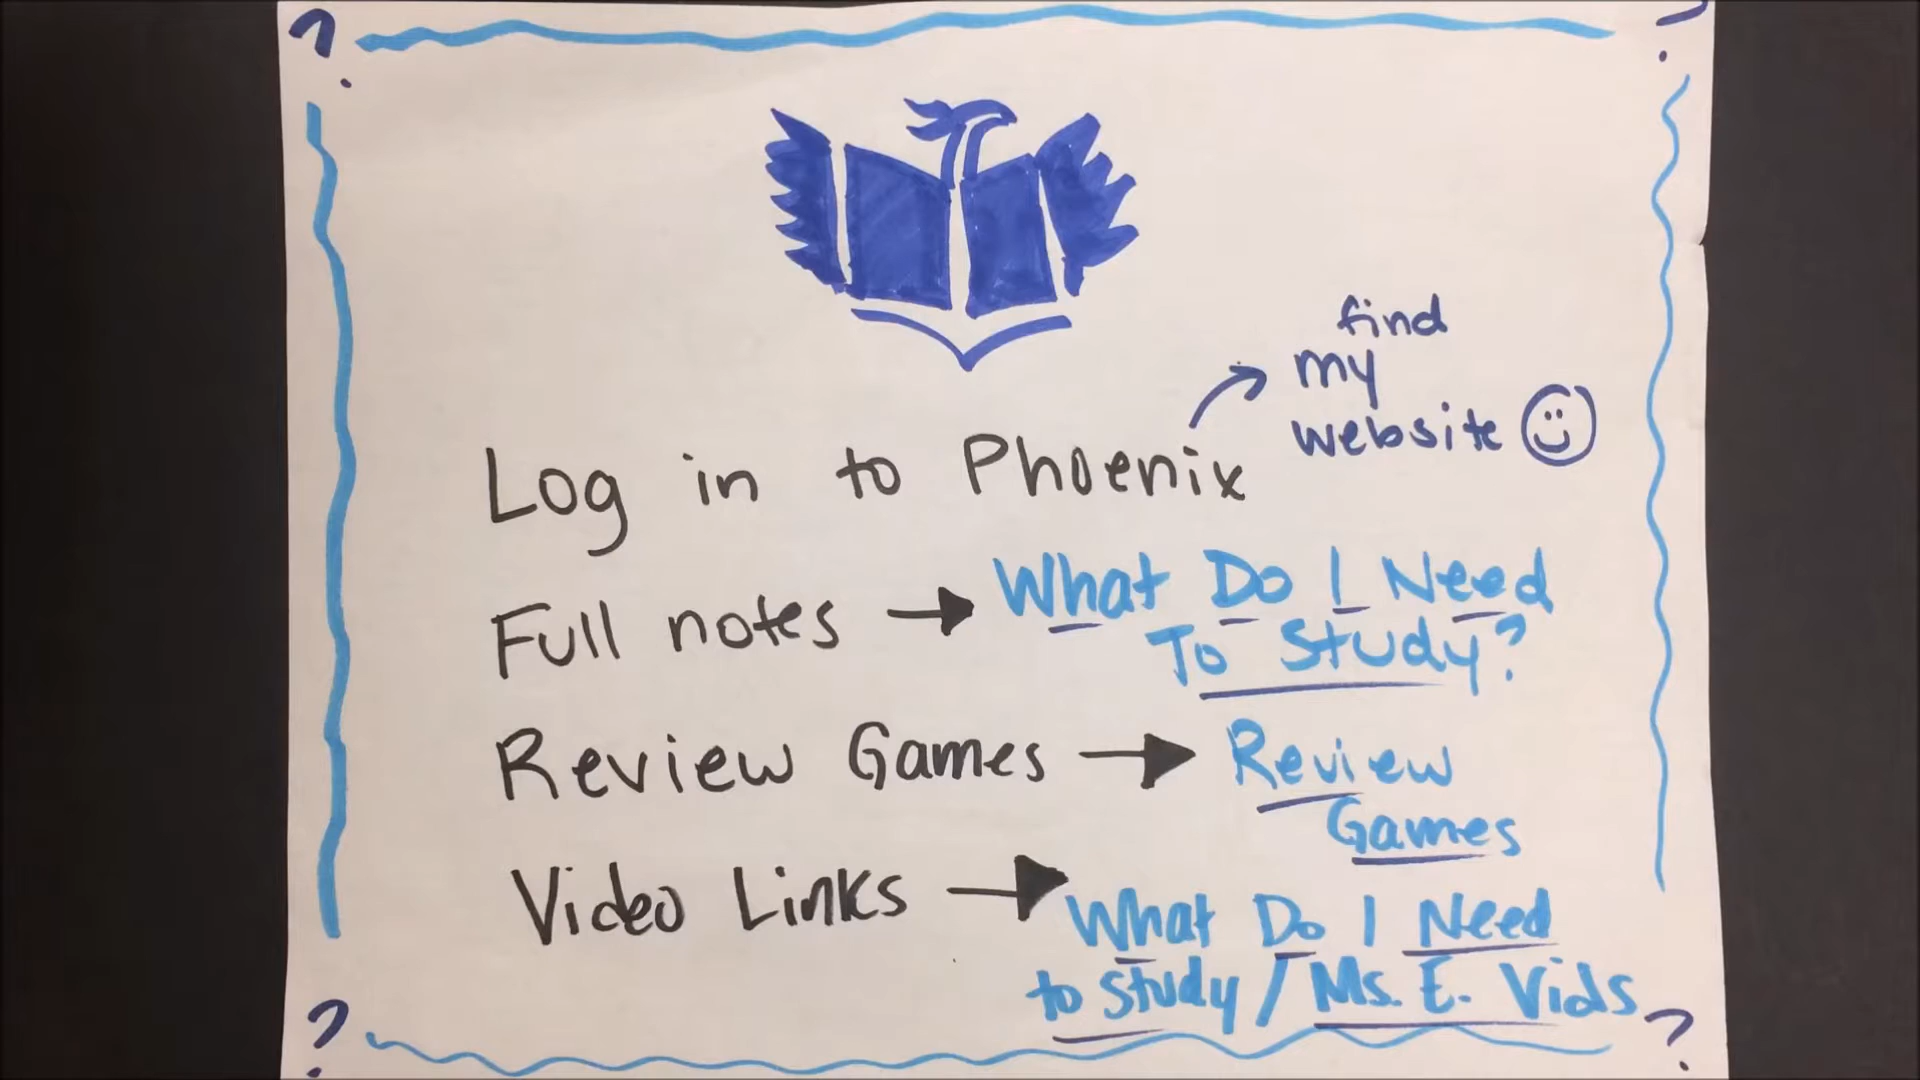 ?
?
find
my
website
Log in to Phoenix
Full notes → What Do I Need
To Study?
Review Games → Review
Games
Video Links → What Do I Need
to study / Ms. E. Vids
?
?